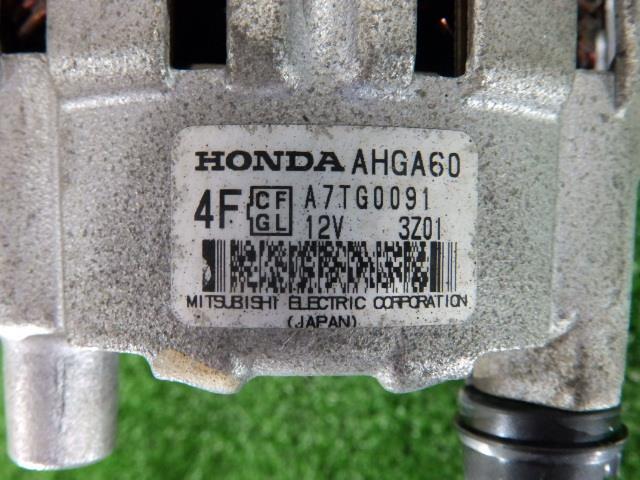 HONDA AHGA60
4F CF GL A7TG0091
12V 3Z01
MITSUBISHI ELECTRIC CORPORATION
(JAPAN)